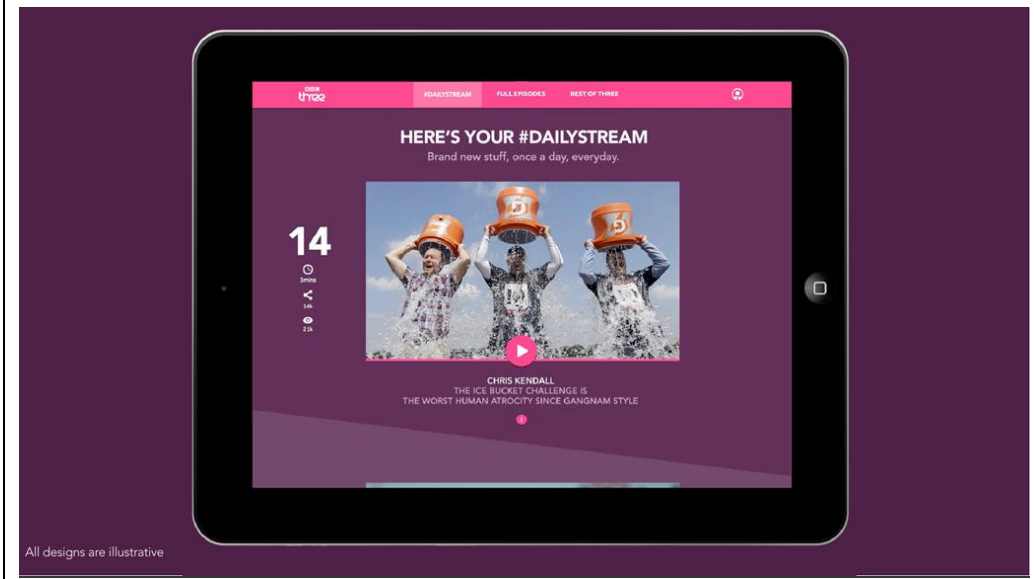 BBC
three
#DAILYSTREAM
FULL EPISODES
BEST OF THREE
HERE'S YOUR #DAILYSTREAM
Brand new stuff, once a day, everyday.
14
3mins
14k
21k
CHRIS KENDALL
THE ICE BUCKET CHALLENGE IS
THE WORST HUMAN ATROCITY SINCE GANGNAM STYLE
All designs are illustrative